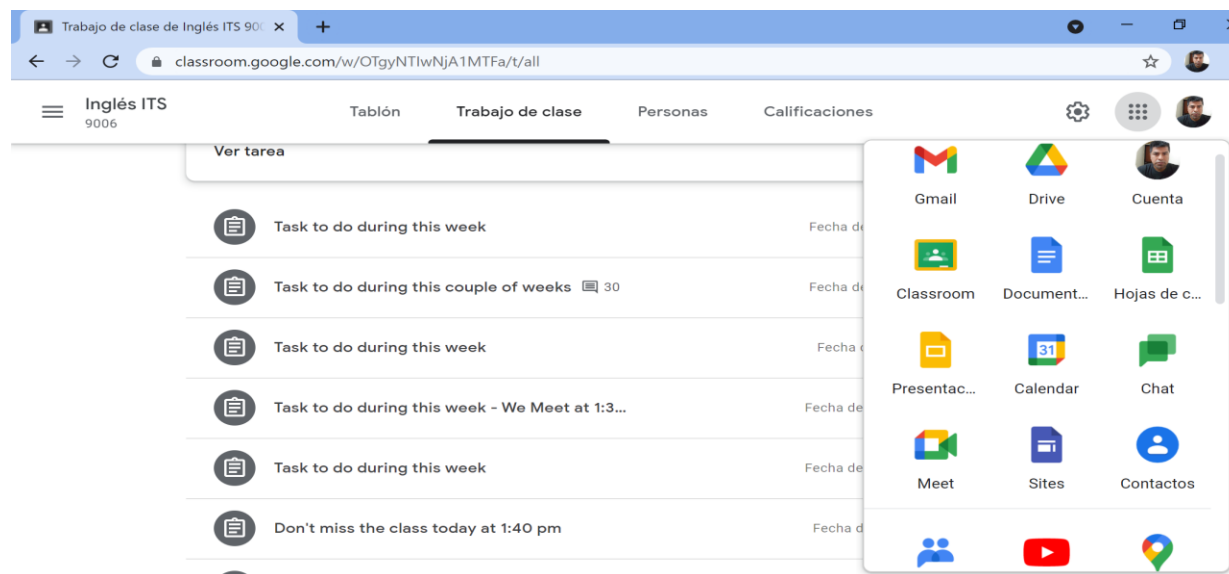 Trabajo de clase de Inglés ITS 900
classroom.google.com/w/OTgyNTIwNjA1MTFa/t/all
Inglés ITS
9006
Tablón Trabajo de clase Personas Calificaciones
Ver tarea
Task to do during this week Fecha de
Task to do during this couple of weeks 30 Fecha de
Task to do during this week Fecha
Task to do during this week - We Meet at 1:3... Fecha de
Task to do during this week Fecha de
Don't miss the class today at 1:40 pm Fecha d
Gmail Drive Cuenta
Classroom Document... Hojas de c...
31
Presentac... Calendar Chat
Meet Sites Contactos